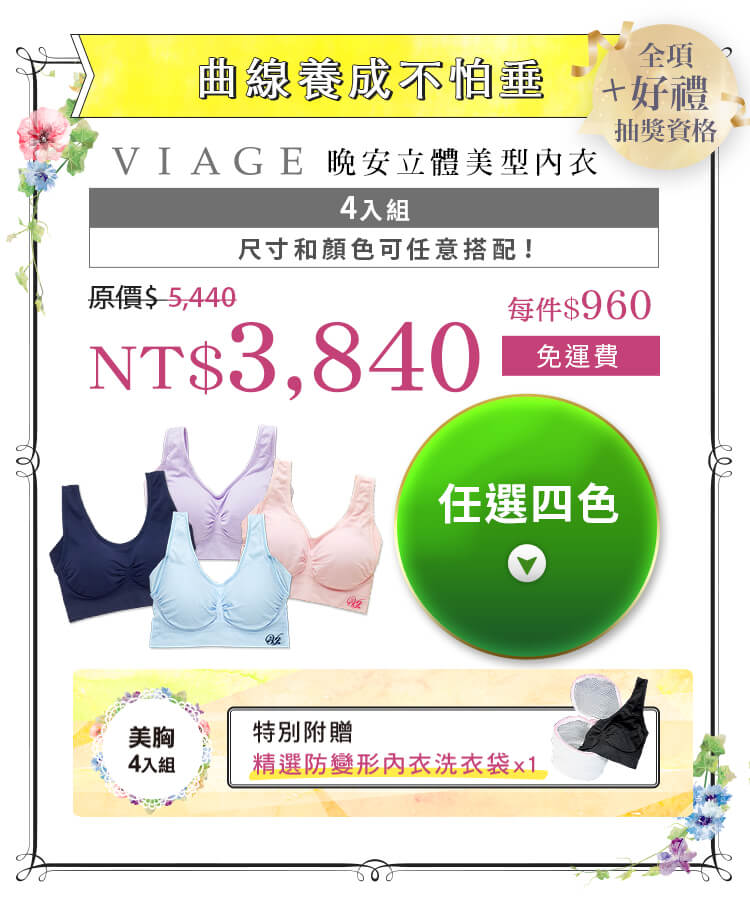 曲線養成不怕垂
全項
+好禮
抽獎資格
VIAGE 晚安立體美型內衣
4入組
尺寸和顏色可任意搭配！
原價$ 5,440
每件$960
NT$3,840
免運費
任選四色
美胸
4入組
特別附贈
精選防變形內衣洗衣袋x1